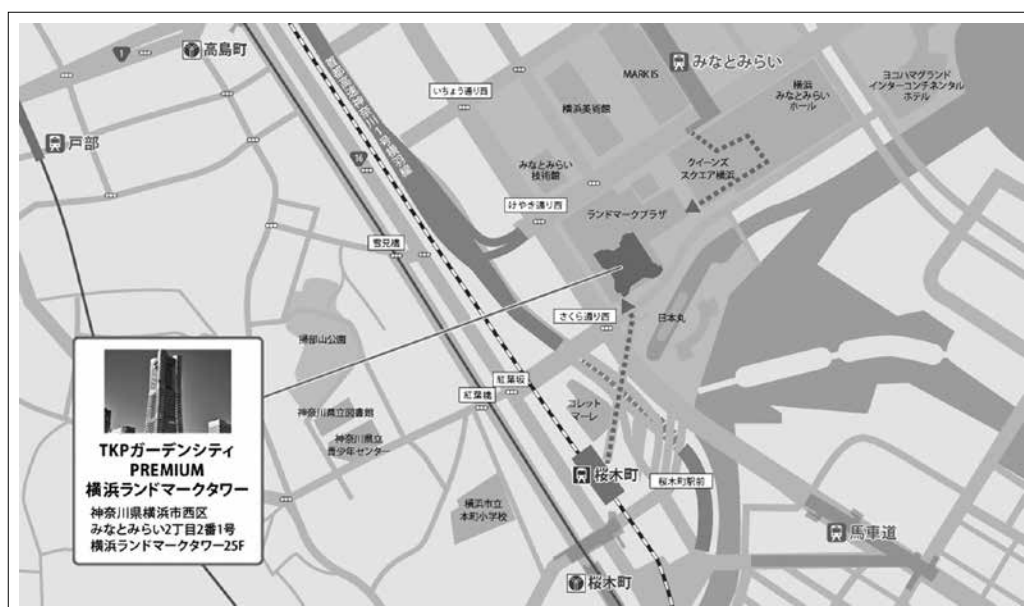 1
高島町
戸部
いちょう通り西
16
MARK IS
みなとみらい
横浜美術館
横浜
みなとみらい
ホール
ヨコハマグランド
インターコンチネンタル
ホテル
みなとみらい
技術館
クイーンズ
スクエア横浜
けやき通り西
ランドマークプラザ
雪見橋
さくら通り西
日本丸
掃部山公園
紅葉坂
紅葉橋
コレット
マーレ
神奈川県立図書館
神奈川県立
青少年センター
桜木町
桜木町駅前
横浜市立
本町小学校
馬車道
桜木町
TKPガーデンシティ
PREMIUM
横浜ランドマークタワー
神奈川県横浜市西区
みなとみらい2丁目2番1号
横浜ランドマークタワー25F